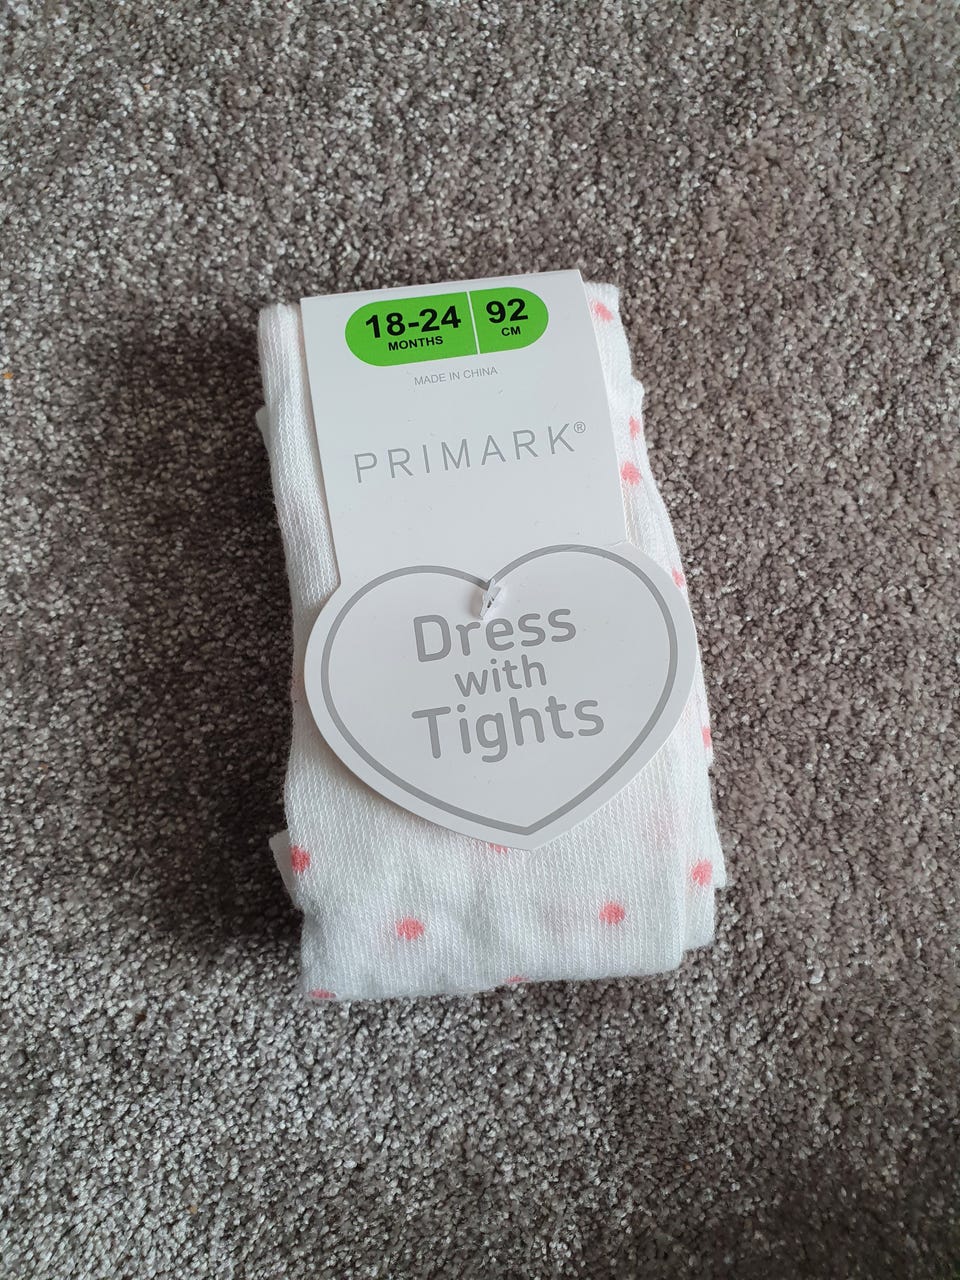 18-24 92
MONTHS CM
MADE IN CHINA
PRIMARK®
Dress
with
Tights